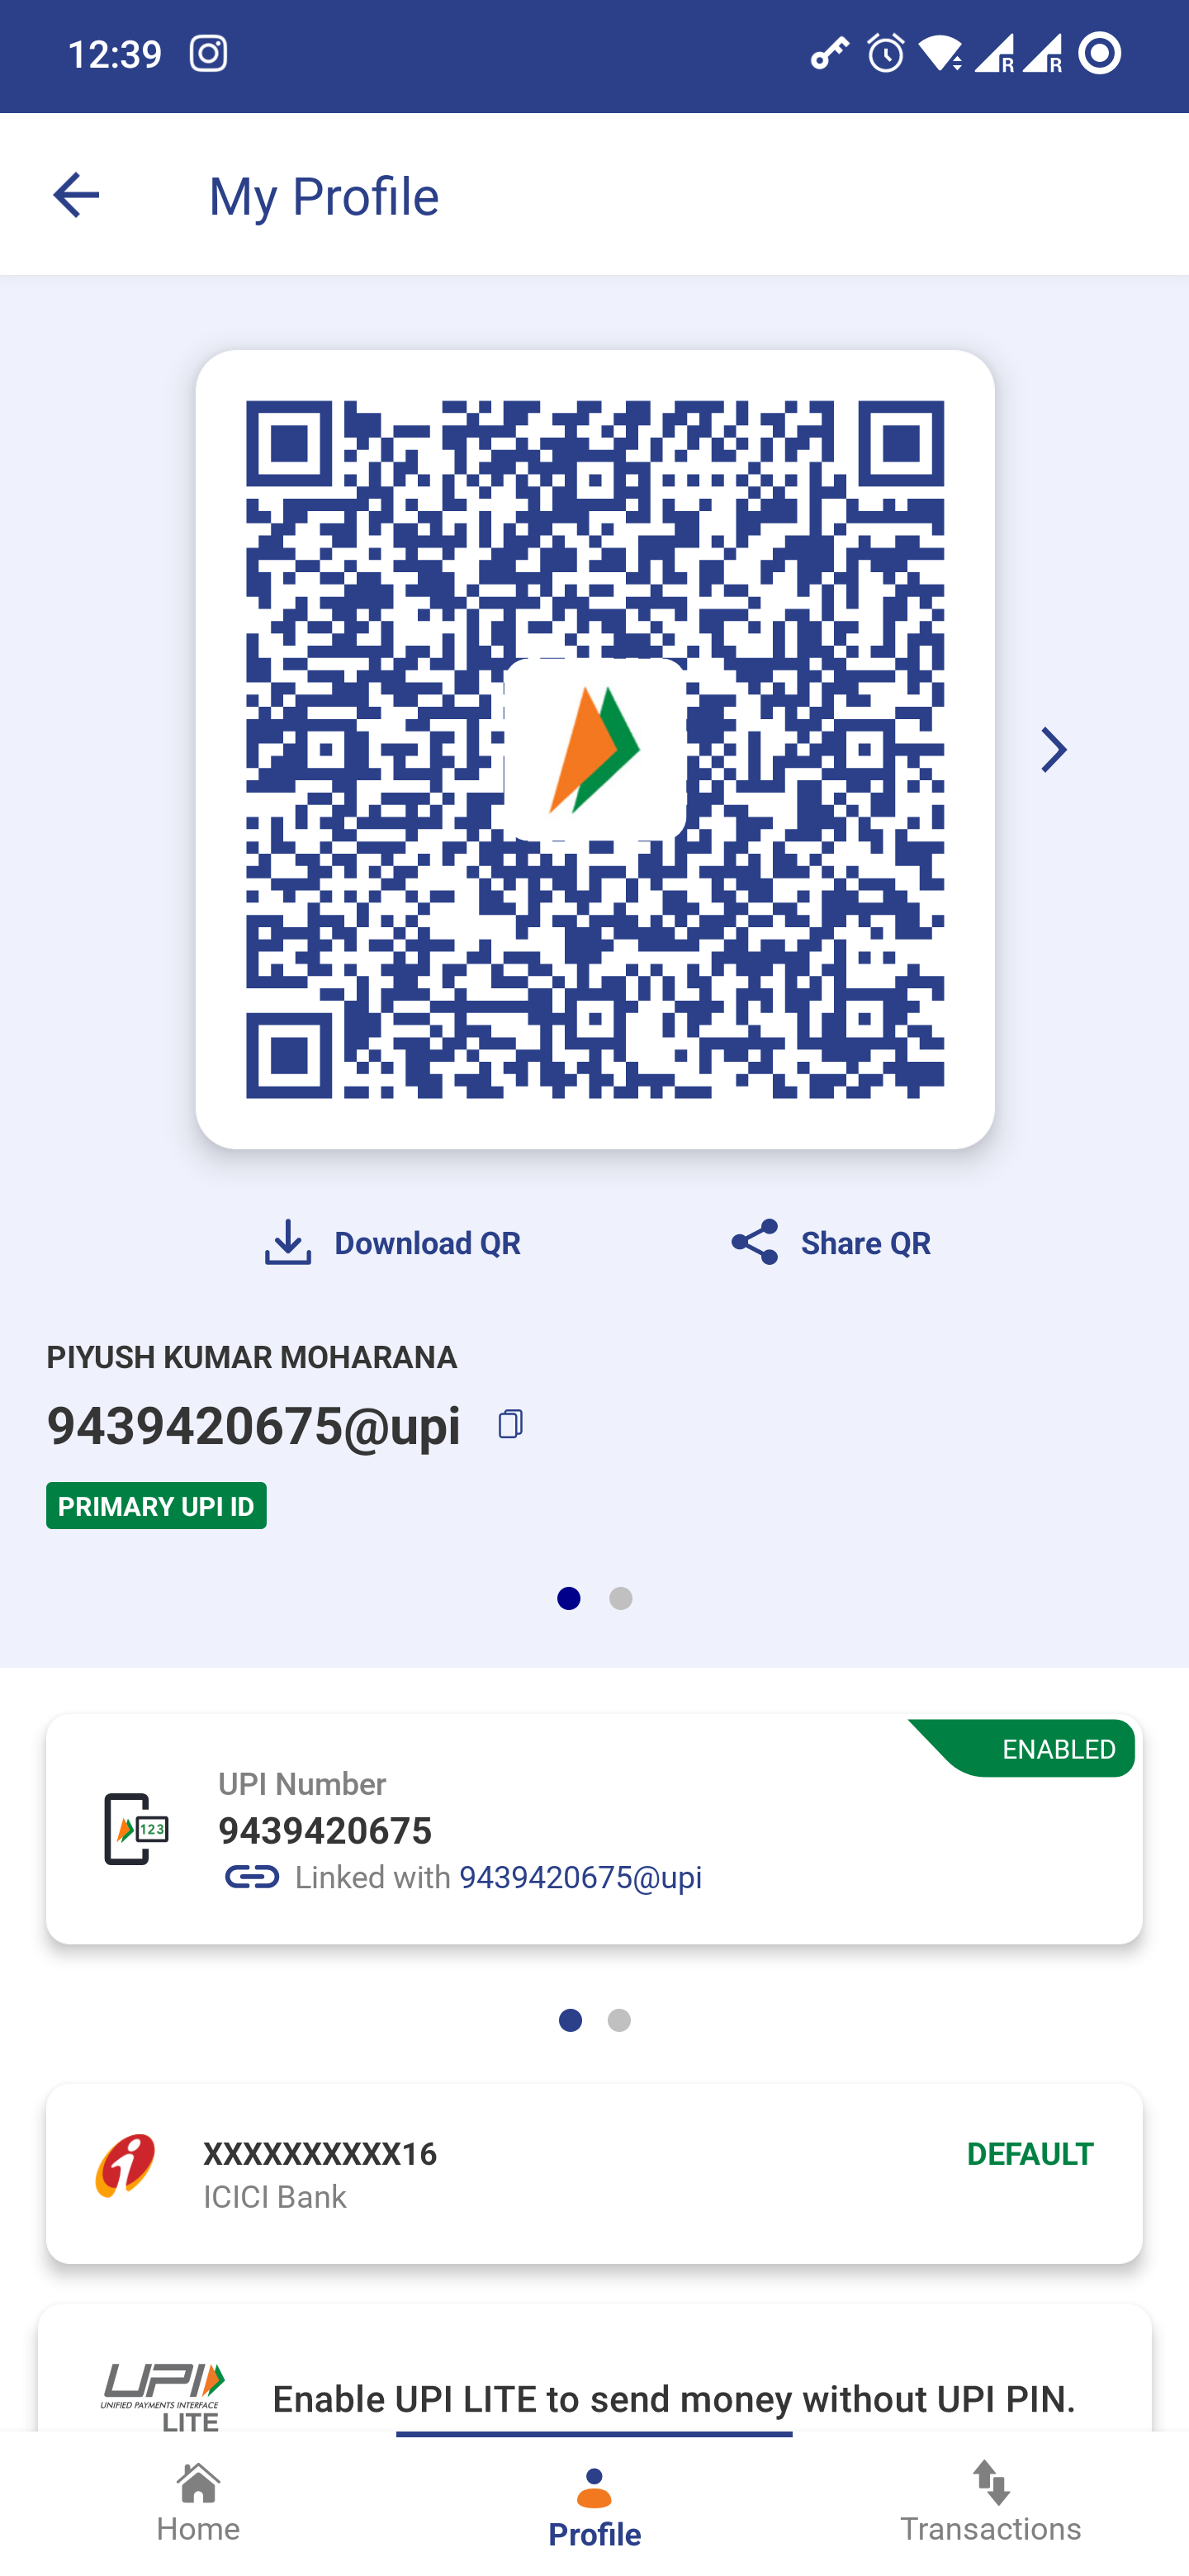 12:39
R R
My Profile
Download QR
Share QR
PIYUSH KUMAR MOHARANA
9439420675@upi
PRIMARY UPI ID
ENABLED
UPI Number
9439420675
123
Linked with 9439420675@upi
XXXXXXXXXX16
DEFAULT
ICICI Bank
UPI
UNIFIED PAYMENTS INTERFACE
LITE
Enable UPI LITE to send money without UPI PIN.
Home
Profile
Transactions